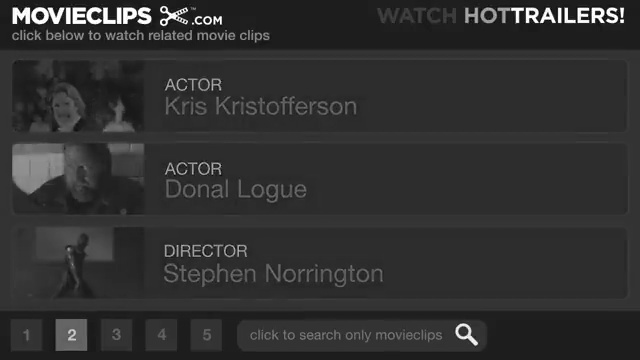 MOVIECLIPS .COM™
WATCH HOTTRAILERS!
click below to watch related movie clips
ACTOR
Kris Kristofferson
ACTOR
Donal Logue
DIRECTOR
Stephen Norrington
1 2 3 4 5
click to search only movieclips